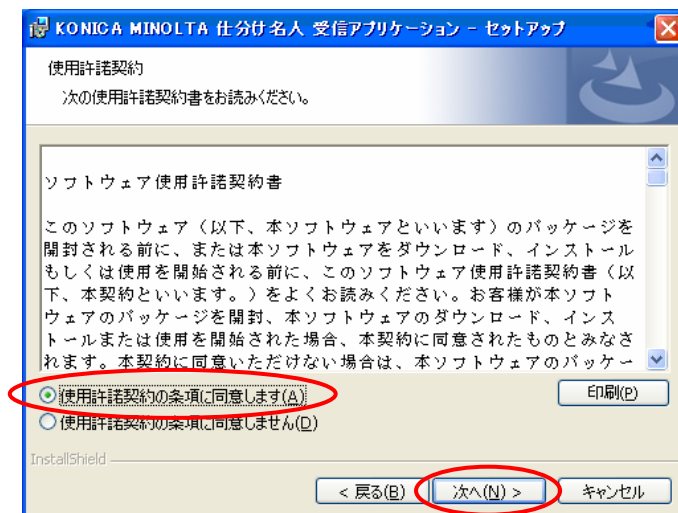 KONICA MINOLTA 仕分け名人 受信アプリケーション - セットアップ
使用許諾契約
次の使用許諾契約書をお読みください。
ソフトウェア使用許諾契約書
このソフトウェア（以下、本ソフトウェアといいます）のパッケージを
開封される前に、または本ソフトウェアをダウンロード、インストール
もしくは使用を開始される前に、このソフトウェア使用許諾契約書（以
下、本契約といいます。）をよくお読みください。お客様が本ソフト
ウェアのパッケージを開封、本ソフトウェアのダウンロード、インス
トールまたは使用を開始された場合、本契約に同意されたものとみなさ
れます。本契約に同意いただけない場合は、本ソフトウェアのパッケー
使用許諾契約の条項に同意します(A)
印刷(P)
使用許諾契約の条項に同意しません(D)
InstallShield
< 戻る(B)
次へ(N) >
キャンセル